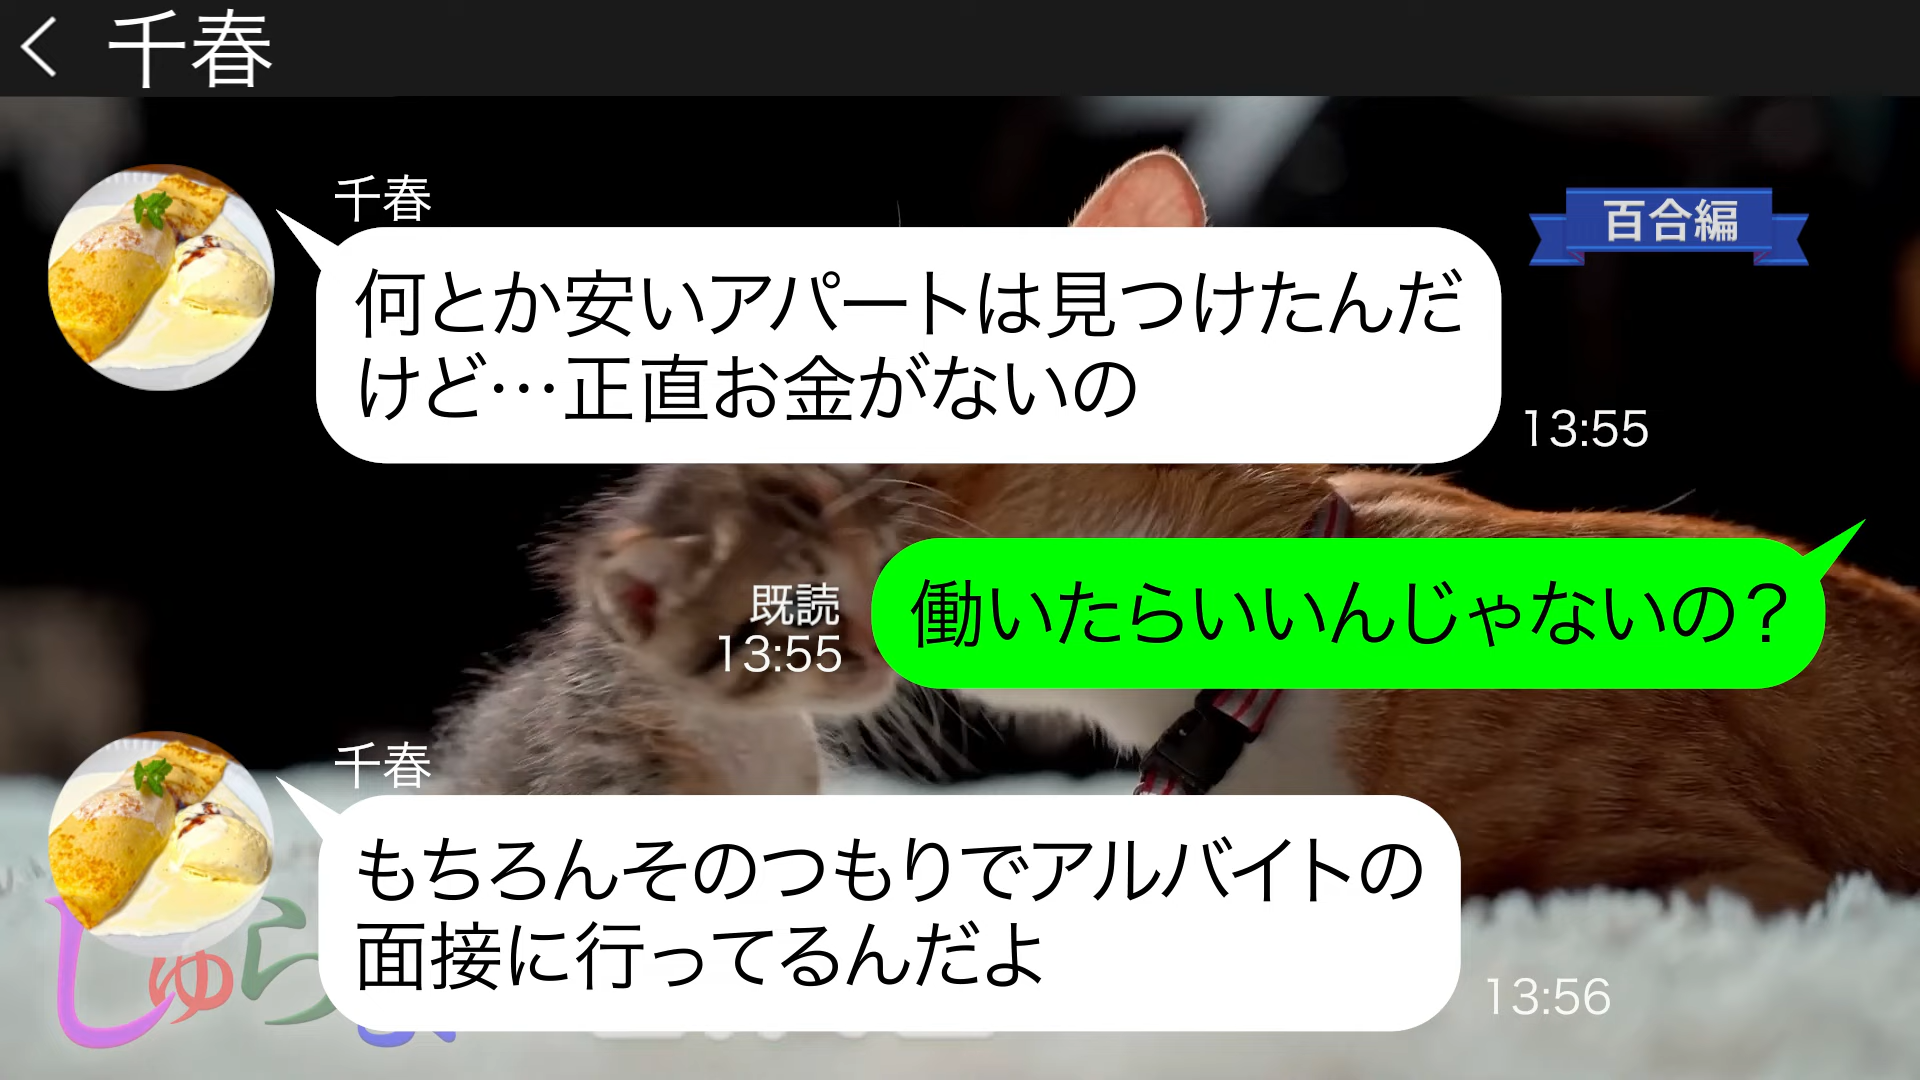 千春
千春
百合編
何とか安いアパートは見つけたんだ
けど…正直お金がないの
13:55
働いたらいいんじゃないの？
既読
13:55
千春
もちろんそのつもりでアルバイトの
面接に行ってるんだよ
13:56
しゅら